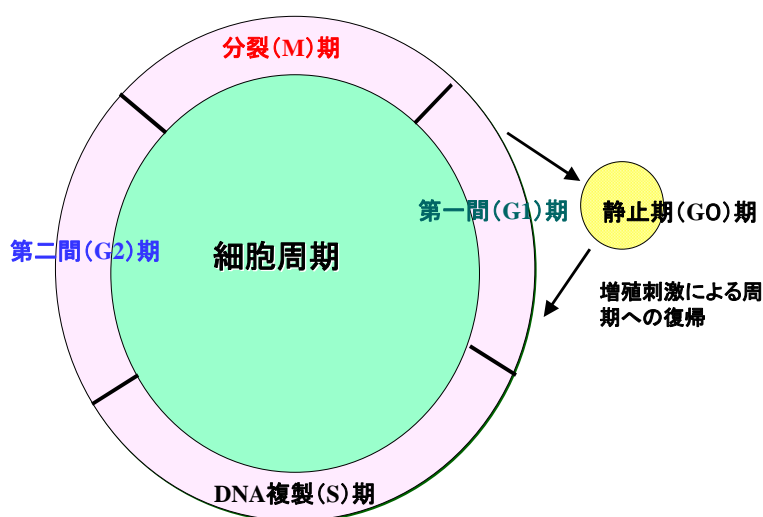 分裂（M）期
第一間（G1）期
静止期（G0）期
第二間（G2）期
細胞周期
増殖刺激による周
期への復帰
DNA複製（S）期